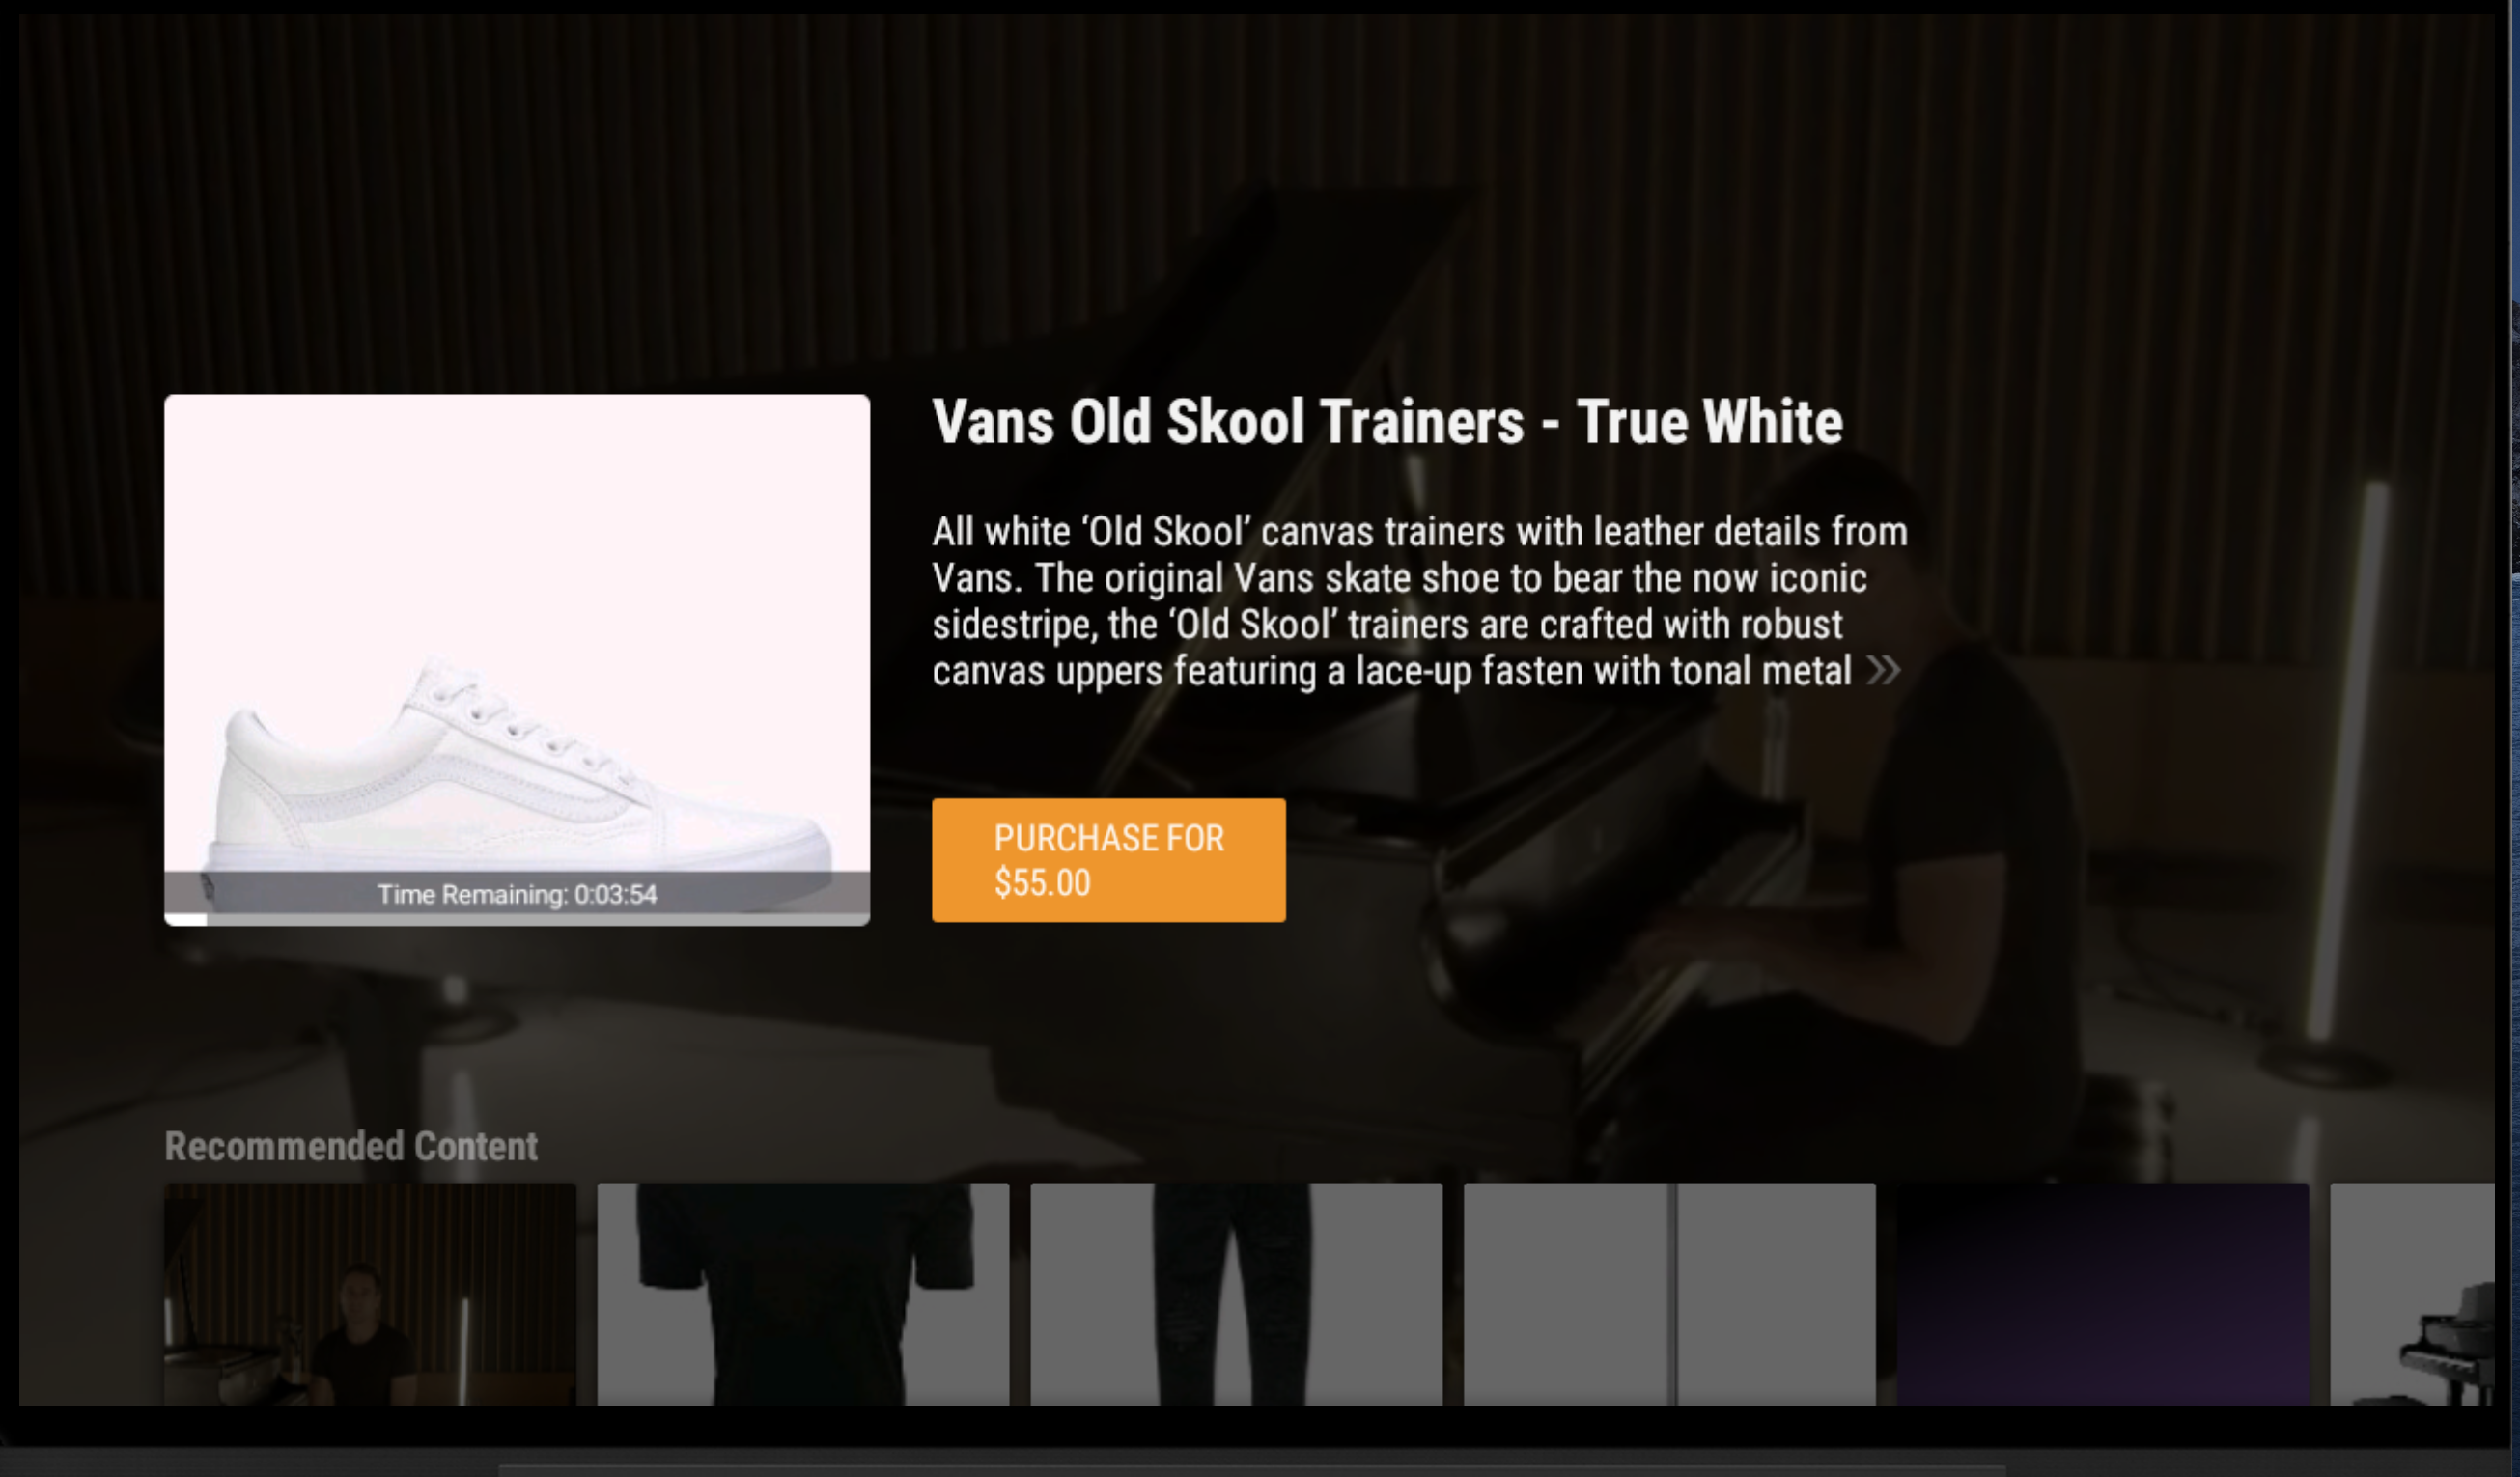 Vans Old Skool Trainers - True White
All white ‘Old Skool’ canvas trainers with leather details from
Vans. The original Vans skate shoe to bear the now iconic
sidestripe, the ‘Old Skool’ trainers are crafted with robust
canvas uppers featuring a lace-up fasten with tonal metal »
PURCHASE FOR
$55.00
Time Remaining: 0:03:54
Recommended Content